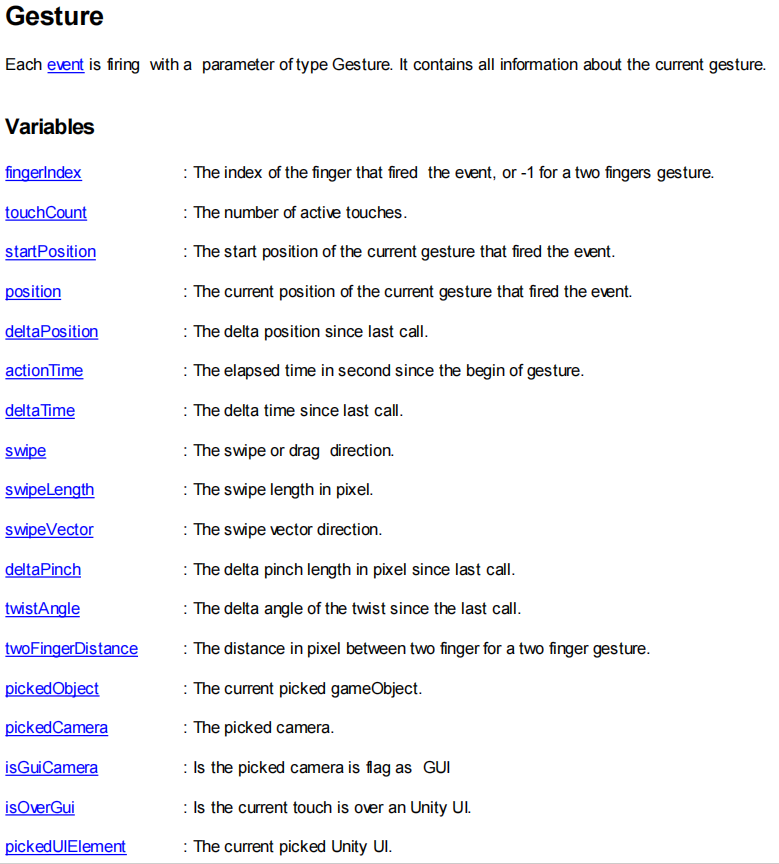 Gesture
Each event is firing with a parameter of type Gesture. It contains all information about the current gesture.
Variables
fingerIndex : The index of the finger that fired the event, or -1 for a two fingers gesture.
touchCount : The number of active touches.
startPosition : The start position of the current gesture that fired the event.
position : The current position of the current gesture that fired the event.
deltaPosition : The delta position since last call.
actionTime : The elapsed time in second since the begin of gesture.
deltaTime : The delta time since last call.
swipe : The swipe or drag direction.
swipeLength : The swipe length in pixel.
swipeVector : The swipe vector direction.
deltaPinch : The delta pinch length in pixel since last call.
twistAngle : The delta angle of the twist since the last call.
twoFingerDistance : The distance in pixel between two finger for a two finger gesture.
pickedObject : The current picked gameObject.
pickedCamera : The picked camera.
isGuiCamera : Is the picked camera is flag as GUI
isOverGui : Is the current touch is over an Unity UI.
pickedUIElement : The current picked Unity UI.